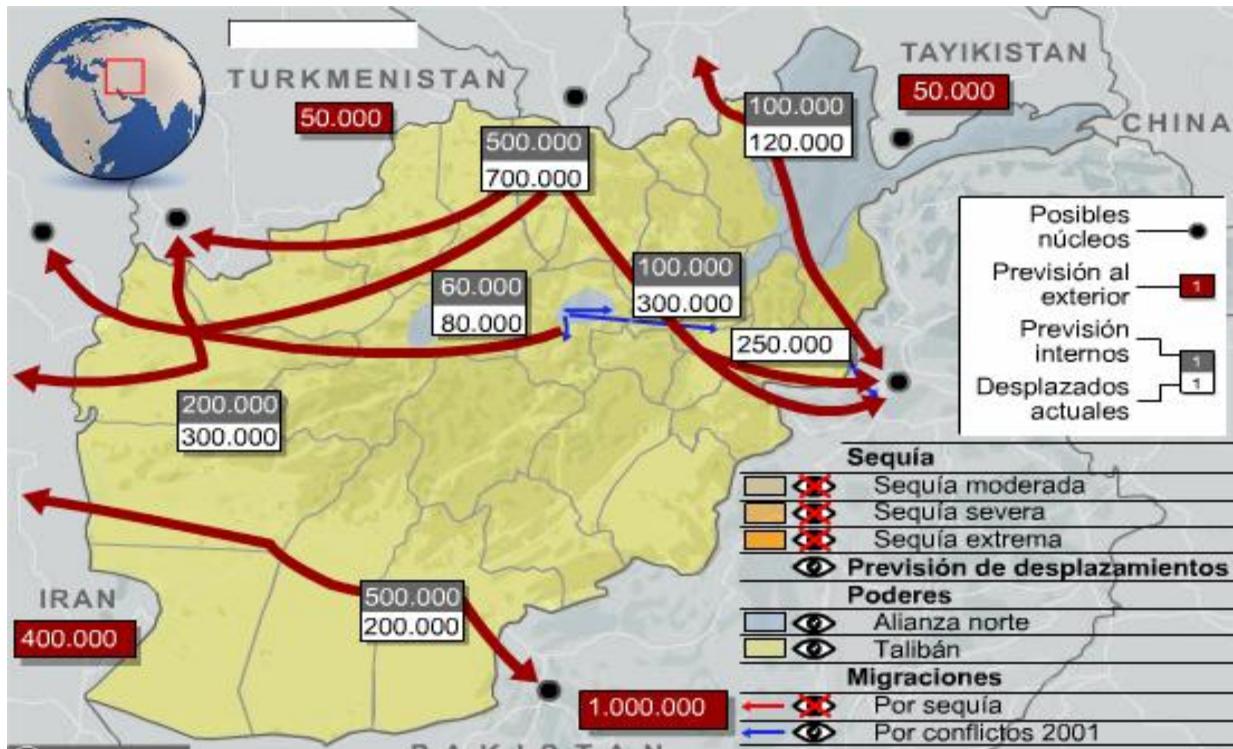 TURKMENISTAN
TAYIKISTAN
CHINA
50.000
50.000
500.000
700.000
100.000
120.000
60.000
80.000
100.000
300.000
250.000
200.000
300.000
500.000
200.000
IRAN
400.000
1.000.000
PAKISTAN
Posibles
núcleos
Previsión al
exterior
1
Previsión
internos
1
Desplazados
actuales
1
Sequía
Sequía moderada
Sequía severa
Sequía extrema
Previsión de desplazamientos
Poderes
Alianza norte
Talibán
Migraciones
Por sequía
Por conflictos 2001